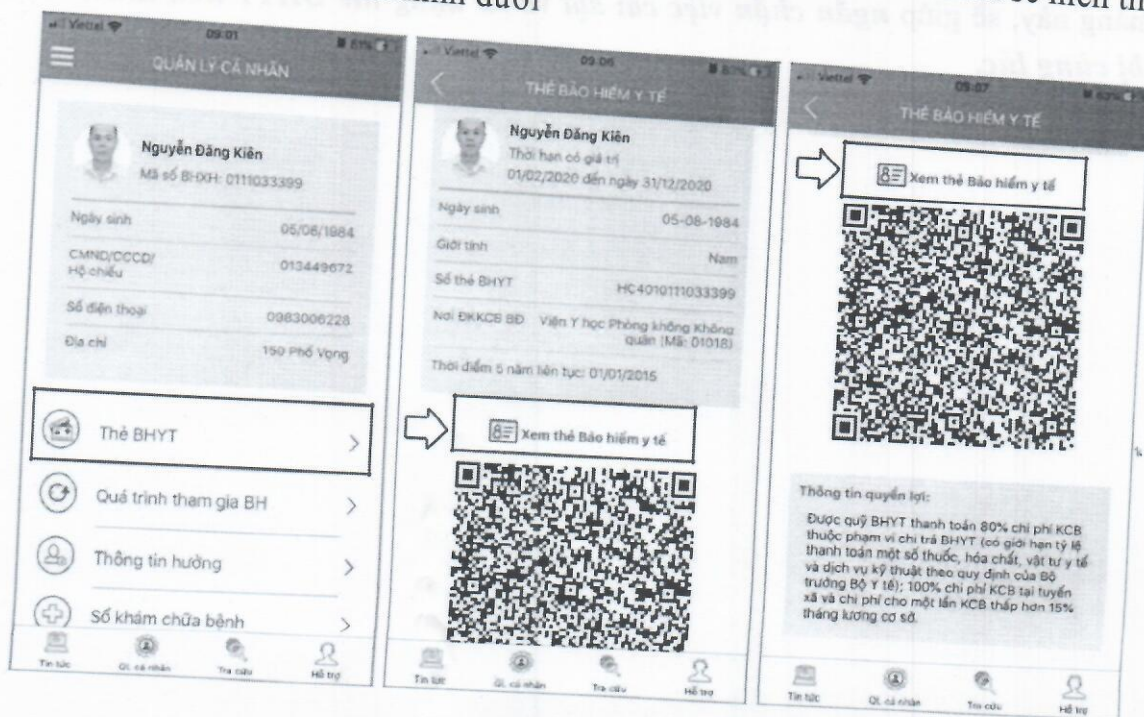 dưới
Viettel 09:01 81%
QUẢN LÝ CÁ NHÂN
Nguyễn Đăng Kiên
Mã số BHXH: 0111033399
Ngày sinh 05/08/1984
CMND/CCCD/
Hộ chiếu 013449672
Số điện thoại 0983006228
Địa chỉ 150 Phố Vọng
Thẻ BHYT
Quá trình tham gia BH
Thông tin hưởng
Sổ khám chữa bệnh
Tin tức QL cá nhân Tra cứu Hỗ trợ
Viettel 09:06
THẺ BẢO HIỂM Y TẾ
Nguyễn Đăng Kiên
Thời hạn có giá trị
01/02/2020 đến ngày 31/12/2020
Ngày sinh 05-08-1984
Giới tính Nam
Số thẻ BHYT HC4010111033399
Nơi ĐKKCB BĐ Viện Y học Phòng không Không
quân (Mã: 01018)
Thời điểm 5 năm liên tục: 01/01/2015
Xem thẻ Bảo hiểm y tế
Tin tức QL cá nhân Tra cứu Hỗ trợ
Viettel 09:07
THẺ BẢO HIỂM Y TẾ
Xem thẻ Bảo hiểm y tế
Thông tin quyền lợi:
Được quỹ BHYT thanh toán 80% chi phí KCB
thuộc phạm vi chi trả BHYT (có giới hạn tỷ lệ
thanh toán một số thuốc, hóa chất, vật tư y tế
và dịch vụ kỹ thuật theo quy định của Bộ
trưởng Bộ Y tế); 100% chi phí KCB tại tuyến
xã và chi phí cho một lần KCB thấp hơn 15%
tháng lương cơ sở.
Tin tức QL cá nhân Tra cứu Hỗ trợ